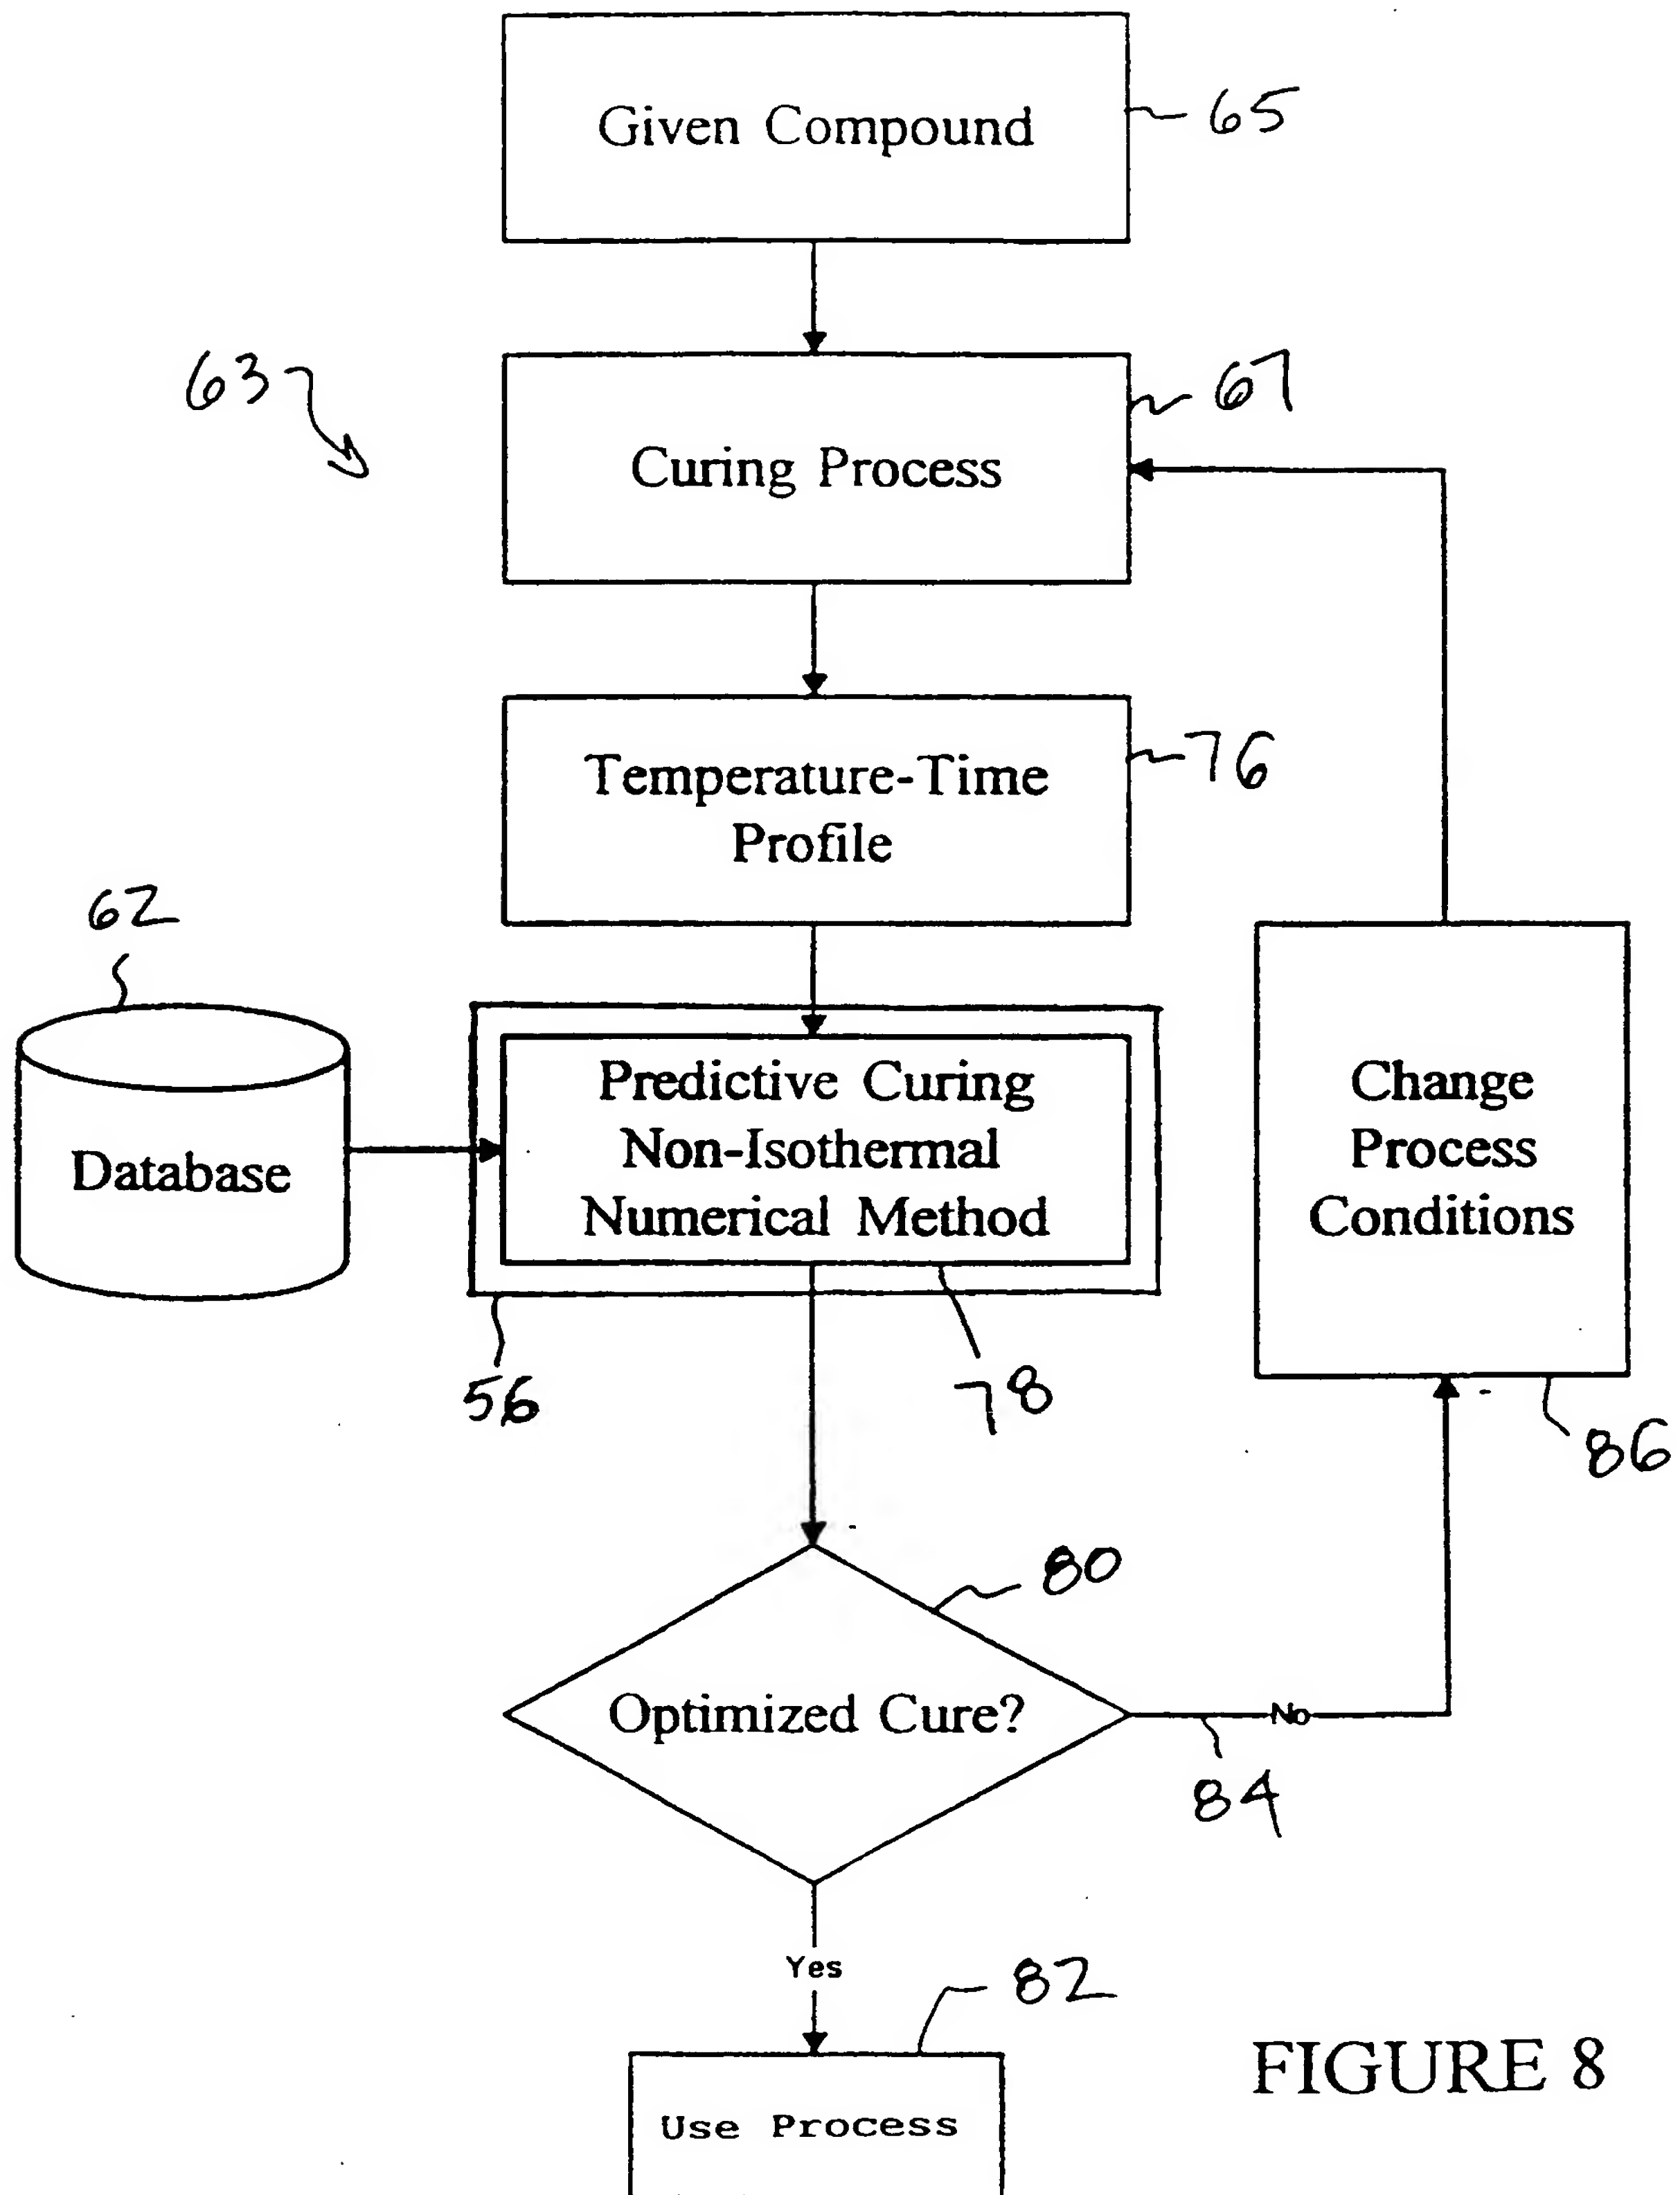 Given Compound
65
63
67
Curing Process
76
Temperature-Time
Profile
62
Database
Predictive Curing
Non-Isothermal
Numerical Method
Change
Process
Conditions
56
78
86
80
Optimized Cure?
No
84
Yes
82
Use Process
FIGURE 8